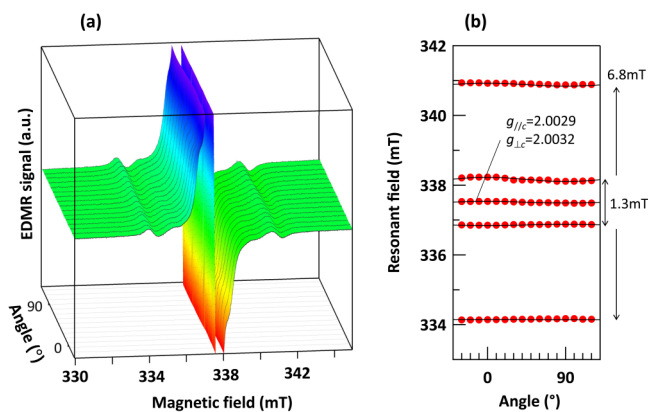 (a)
EDMR signal (a.u.)
Angle (°)
90
0
330
334
338
342
Magnetic field (mT)
(b)
Resonant field (mT)
342
340
338
336
334
g//c=2.0029
g⊥c=2.0032
6.8mT
1.3mT
0
90
Angle (°)